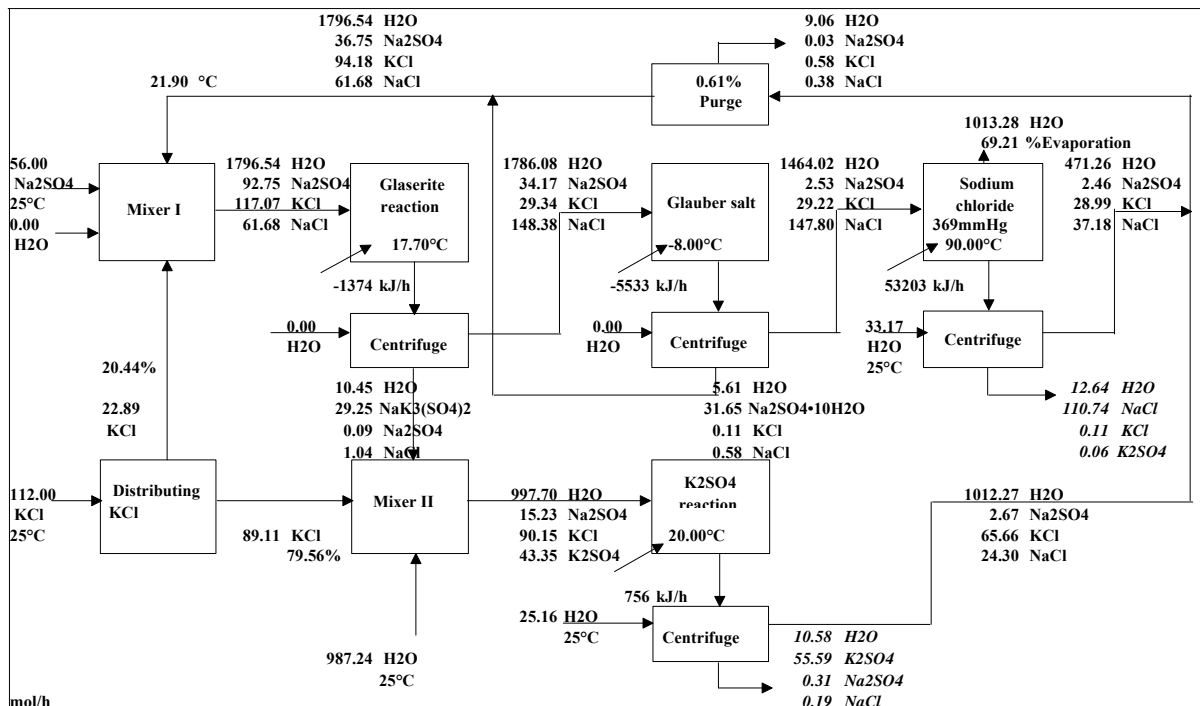 1796.54 H2O
36.75 Na2SO4
94.18 KCl
61.68 NaCl
9.06 H2O
0.03 Na2SO4
0.58 KCl
0.38 NaCl
21.90 °C
0.61%
Purge
1013.28 H2O
69.21 %Evaporation
56.00
Na2SO4
25°C
0.00
H2O
Mixer I
1796.54 H2O
92.75 Na2SO4
117.07 KCl
61.68 NaCl
Glaserite
reaction
17.70°C
-1374 kJ/h
1786.08 H2O
34.17 Na2SO4
29.34 KCl
148.38 NaCl
Glauber salt
-8.00°C
-5533 kJ/h
1464.02 H2O
2.53 Na2SO4
29.22 KCl
147.80 NaCl
Sodium
chloride
369mmHg
90.00°C
53203 kJ/h
471.26 H2O
2.46 Na2SO4
28.99 KCl
37.18 NaCl
0.00
H2O
Centrifuge
0.00
H2O
Centrifuge
33.17
H2O
25°C
Centrifuge
20.44%
22.89
KCl
10.45 H2O
29.25 NaK3(SO4)2
0.09 Na2SO4
1.04 NaCl
5.61 H2O
31.65 Na2SO4•10H2O
0.11 KCl
0.58 NaCl
12.64 H2O
110.74 NaCl
0.11 KCl
0.06 K2SO4
112.00
KCl
25°C
Distributing
KCl
89.11 KCl
79.56%
Mixer II
997.70 H2O
15.23 Na2SO4
90.15 KCl
43.35 K2SO4
K2SO4
reaction
20.00°C
756 kJ/h
1012.27 H2O
2.67 Na2SO4
65.66 KCl
24.30 NaCl
987.24 H2O
25°C
25.16 H2O
25°C
Centrifuge
10.58 H2O
55.59 K2SO4
0.31 Na2SO4
0.19 NaCl
mol/h